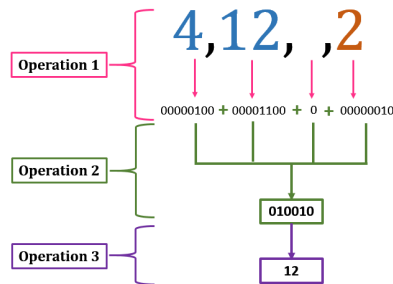 4,12, ,2
Operation 1
00000100 + 00001100 + 0 + 00000010
Operation 2
010010
Operation 3
12